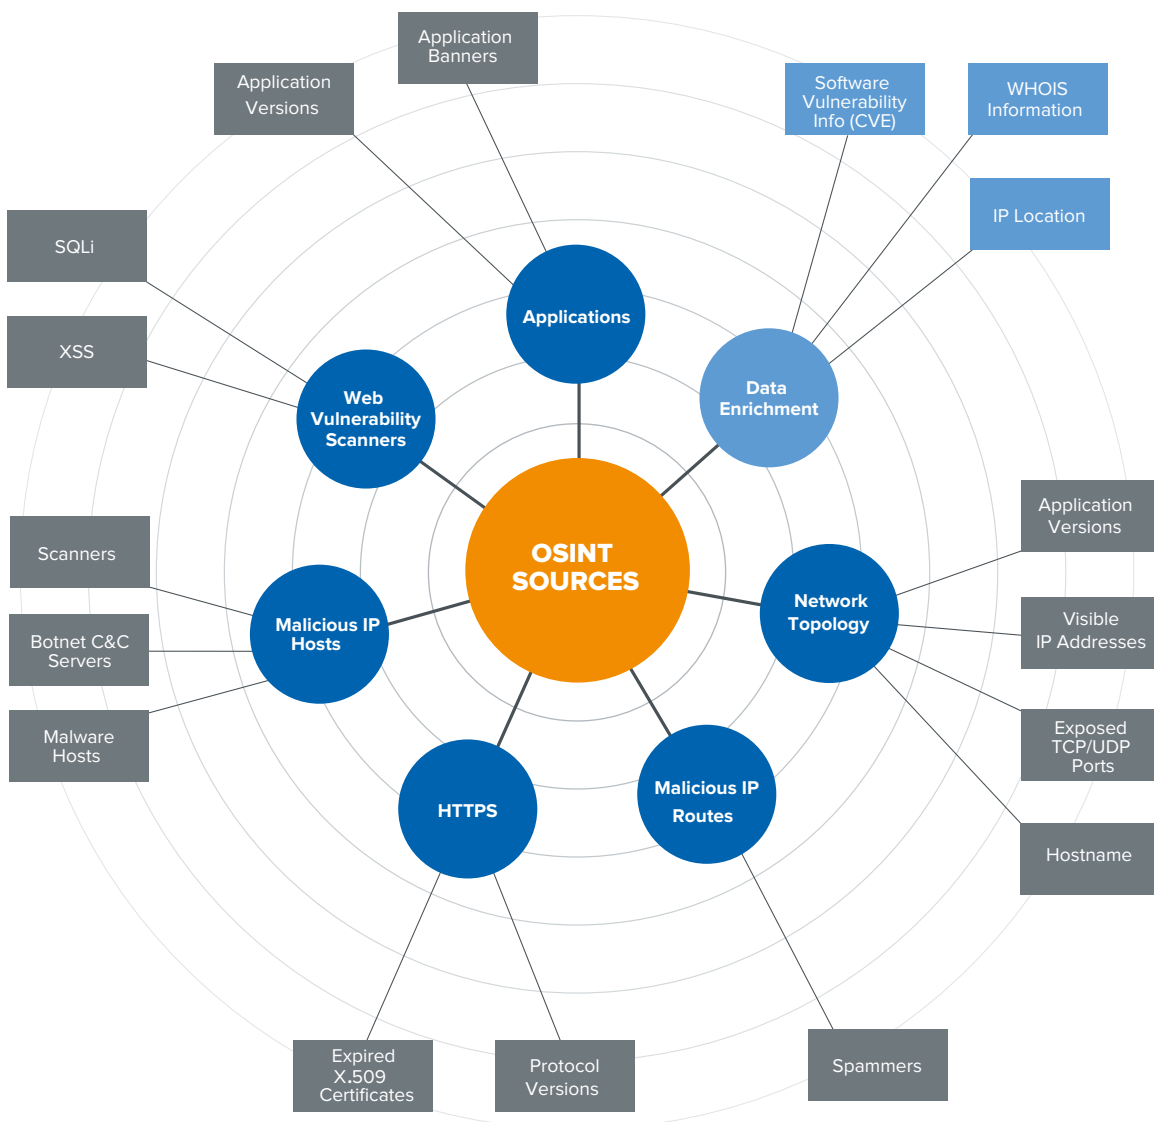 Application
Banners
Application
Versions
Software
Vulnerability
Info (CVE)
WHOIS
Information
IP Location
SQLi
XSS
Applications
Data
Enrichment
Web
Vulnerability
Scanners
Application
Versions
Scanners
OSINT
SOURCES
Network
Topology
Visible
IP Addresses
Malicious IP
Hosts
Botnet C&C
Servers
Malware
Hosts
Exposed
TCP/UDP
Ports
Malicious IP
Routes
HTTPS
Hostname
Expired
X.509
Certificates
Protocol
Versions
Spammers